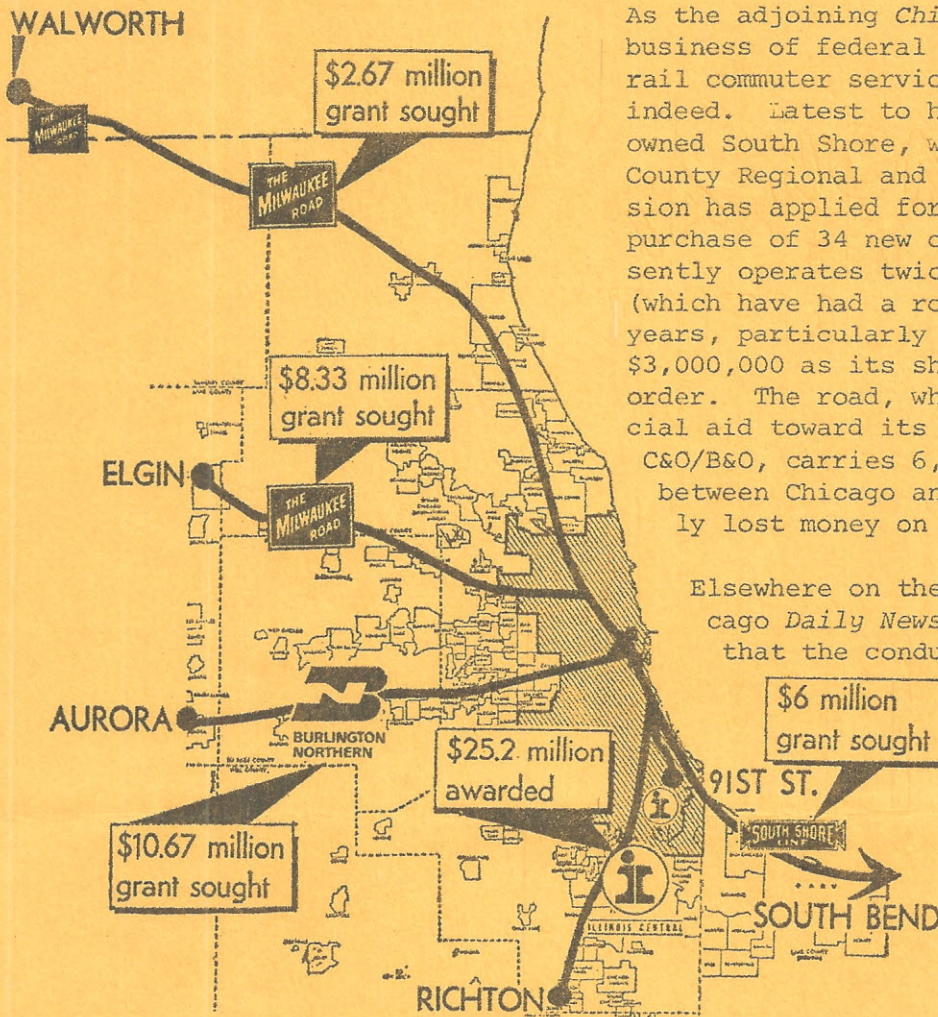 WALWORTH
$2.67 million
grant sought
THE
MILWAUKEE
ROAD
THE
MILWAUKEE
ROAD
$8.33 million
grant sought
ELGIN
THE
MILWAUKEE
ROAD
AURORA
BURLINGTON
NORTHERN
$10.67 million
grant sought
$25.2 million
awarded
91ST ST.
$6 million
grant sought
SOUTH SHORE
LINE
SOUTH BEND
ILLINOIS CENTRAL
RICHTON
As the adjoining Chi
business of federal
rail commuter servic
indeed. Latest to h
owned South Shore, w
County Regional and
sion has applied for
purchase of 34 new c
sently operates twic
(which have had a ro
years, particularly
$3,000,000 as its sh
order. The road, wh
cial aid toward its
C&O/B&O, carries 6,
between Chicago an
ly lost money on
Elsewhere on the
cago Daily News
that the condu